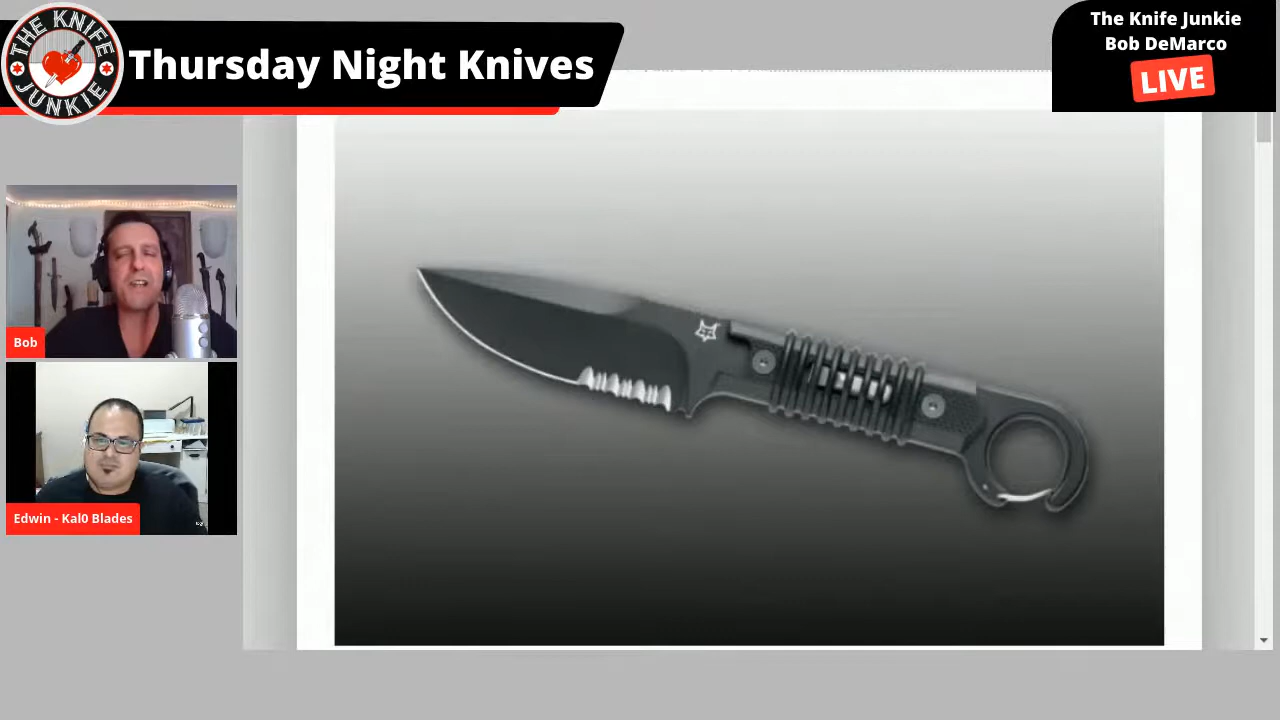 THE KNIFE
JUNKIE
Thursday Night Knives
The Knife Junkie
Bob DeMarco
LIVE
Bob
Edwin - Kal0 Blades